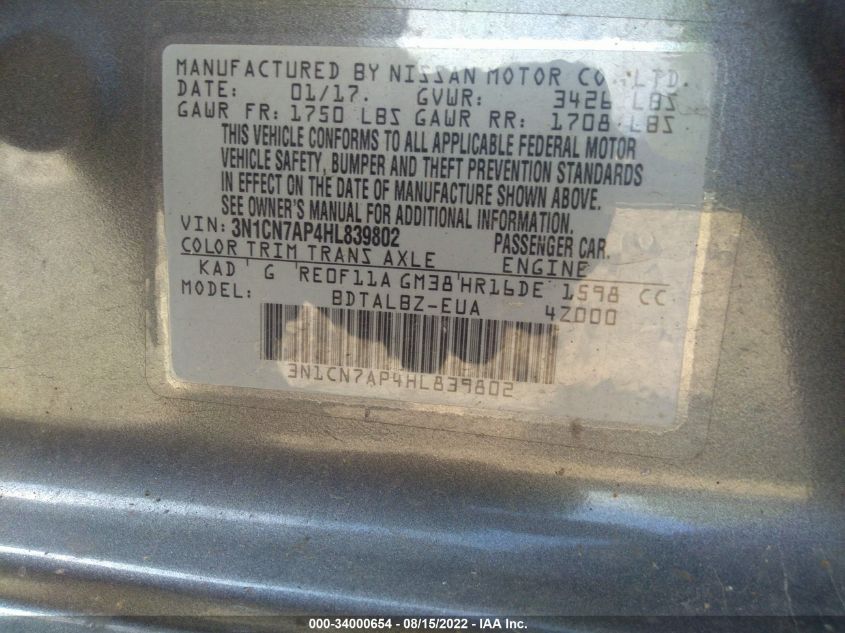 MANUFACTURED BY NISSAN MOTOR CO., LTD.
DATE: 01/17. GVWR: 3426 LBS
GAWR FR: 1750 LBS GAWR RR: 1708 LBS
THIS VEHICLE CONFORMS TO ALL APPLICABLE FEDERAL MOTOR
VEHICLE SAFETY, BUMPER AND THEFT PREVENTION STANDARDS
IN EFFECT ON THE DATE OF MANUFACTURE SHOWN ABOVE.
SEE OWNER'S MANUAL FOR ADDITIONAL INFORMATION.
VIN: 3N1CN7AP4HL839802 PASSENGER CAR.
COLOR TRIM TRANS AXLE ENGINE
KAD G RE0F11A GM38 HR16DE 1598 CC
MODEL: BDTALBZ-EUA 4Z000
3N1CN7AP4HL839802
000-34000654 - 08/15/2022 - IAA Inc.